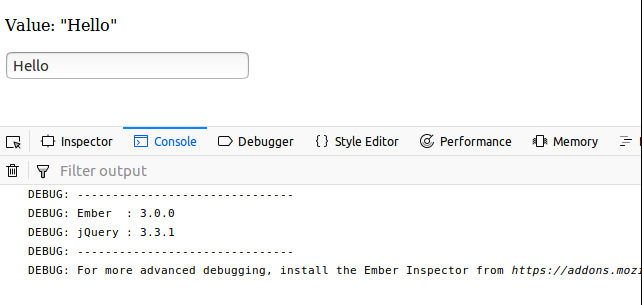 Value: "Hello"
Hello
Inspector Console Debugger Style Editor Performance Memory
Filter output
DEBUG: -------------------------------
DEBUG: Ember  : 3.0.0
DEBUG: jQuery : 3.3.1
DEBUG: -------------------------------
DEBUG: For more advanced debugging, install the Ember Inspector from https://addons.mozi